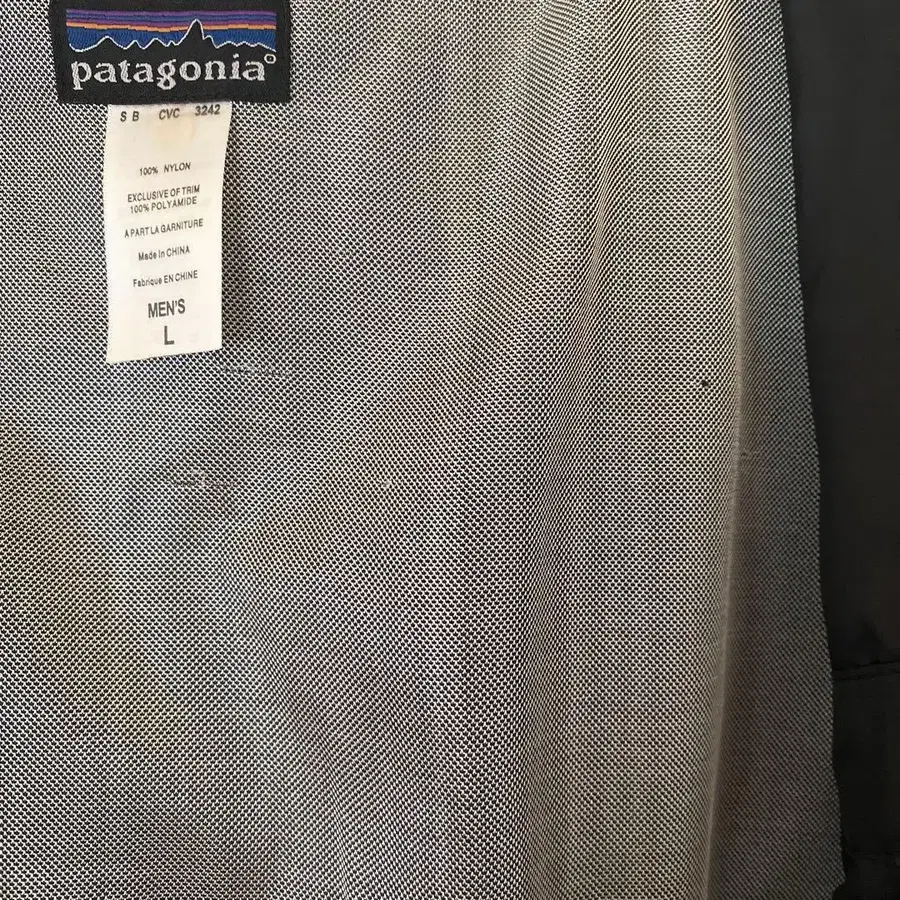 patagonia®
S B CVC 3242
100% NYLON
EXCLUSIVE OF TRIM
100% POLYAMIDE
A PART LA GARNITURE
Made In CHINA
Fabrique EN CHINE
MEN'S
L